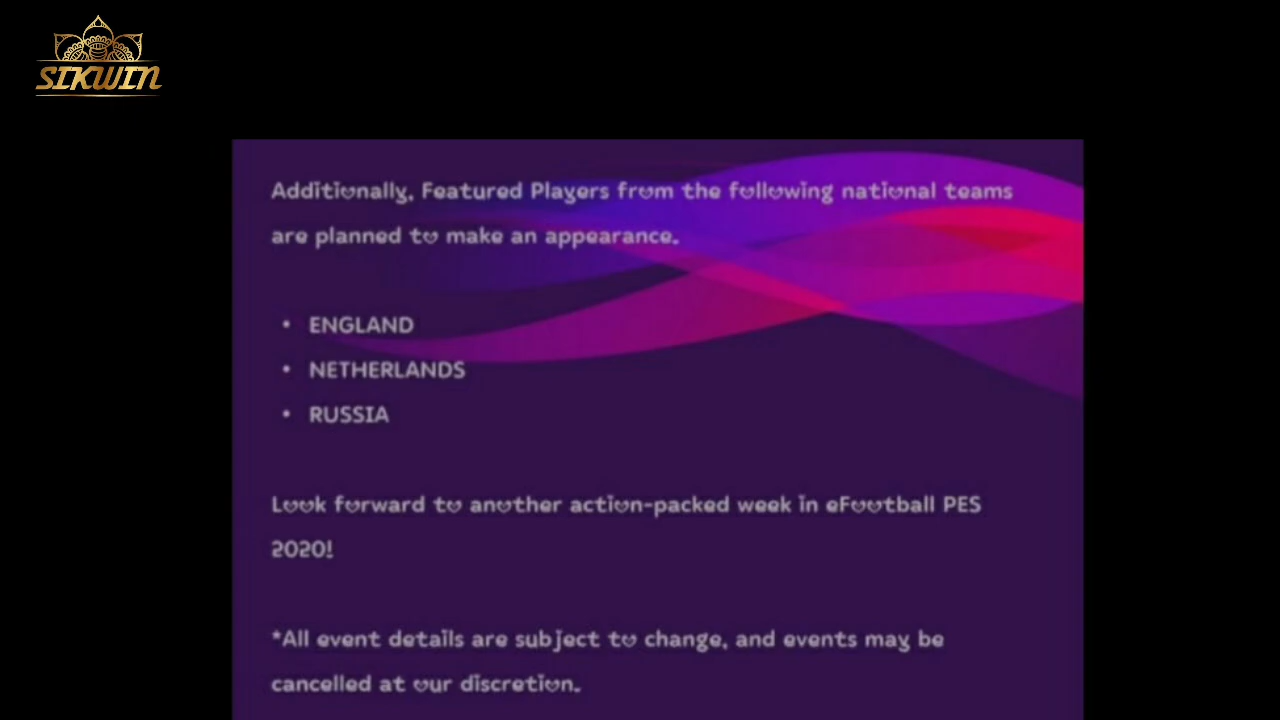 SIKWIN
Additionally, Featured Players from the following national teams
are planned to make an appearance.
• ENGLAND
• NETHERLANDS
• RUSSIA
Look forward to another action-packed week in eFootball PES
2020!
*All event details are subject to change, and events may be
cancelled at our discretion.